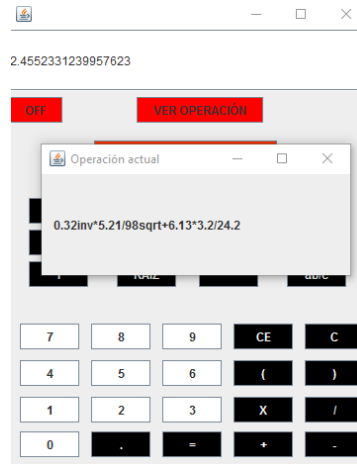 2.4552331239957623
OFF VER OPERACIÓN
Operación actual
0.32inv*5.21/98sqrt+6.13*3.2/24.2
7 8 9 CE C
4 5 6 ( )
1 2 3 X /
0 . = + -